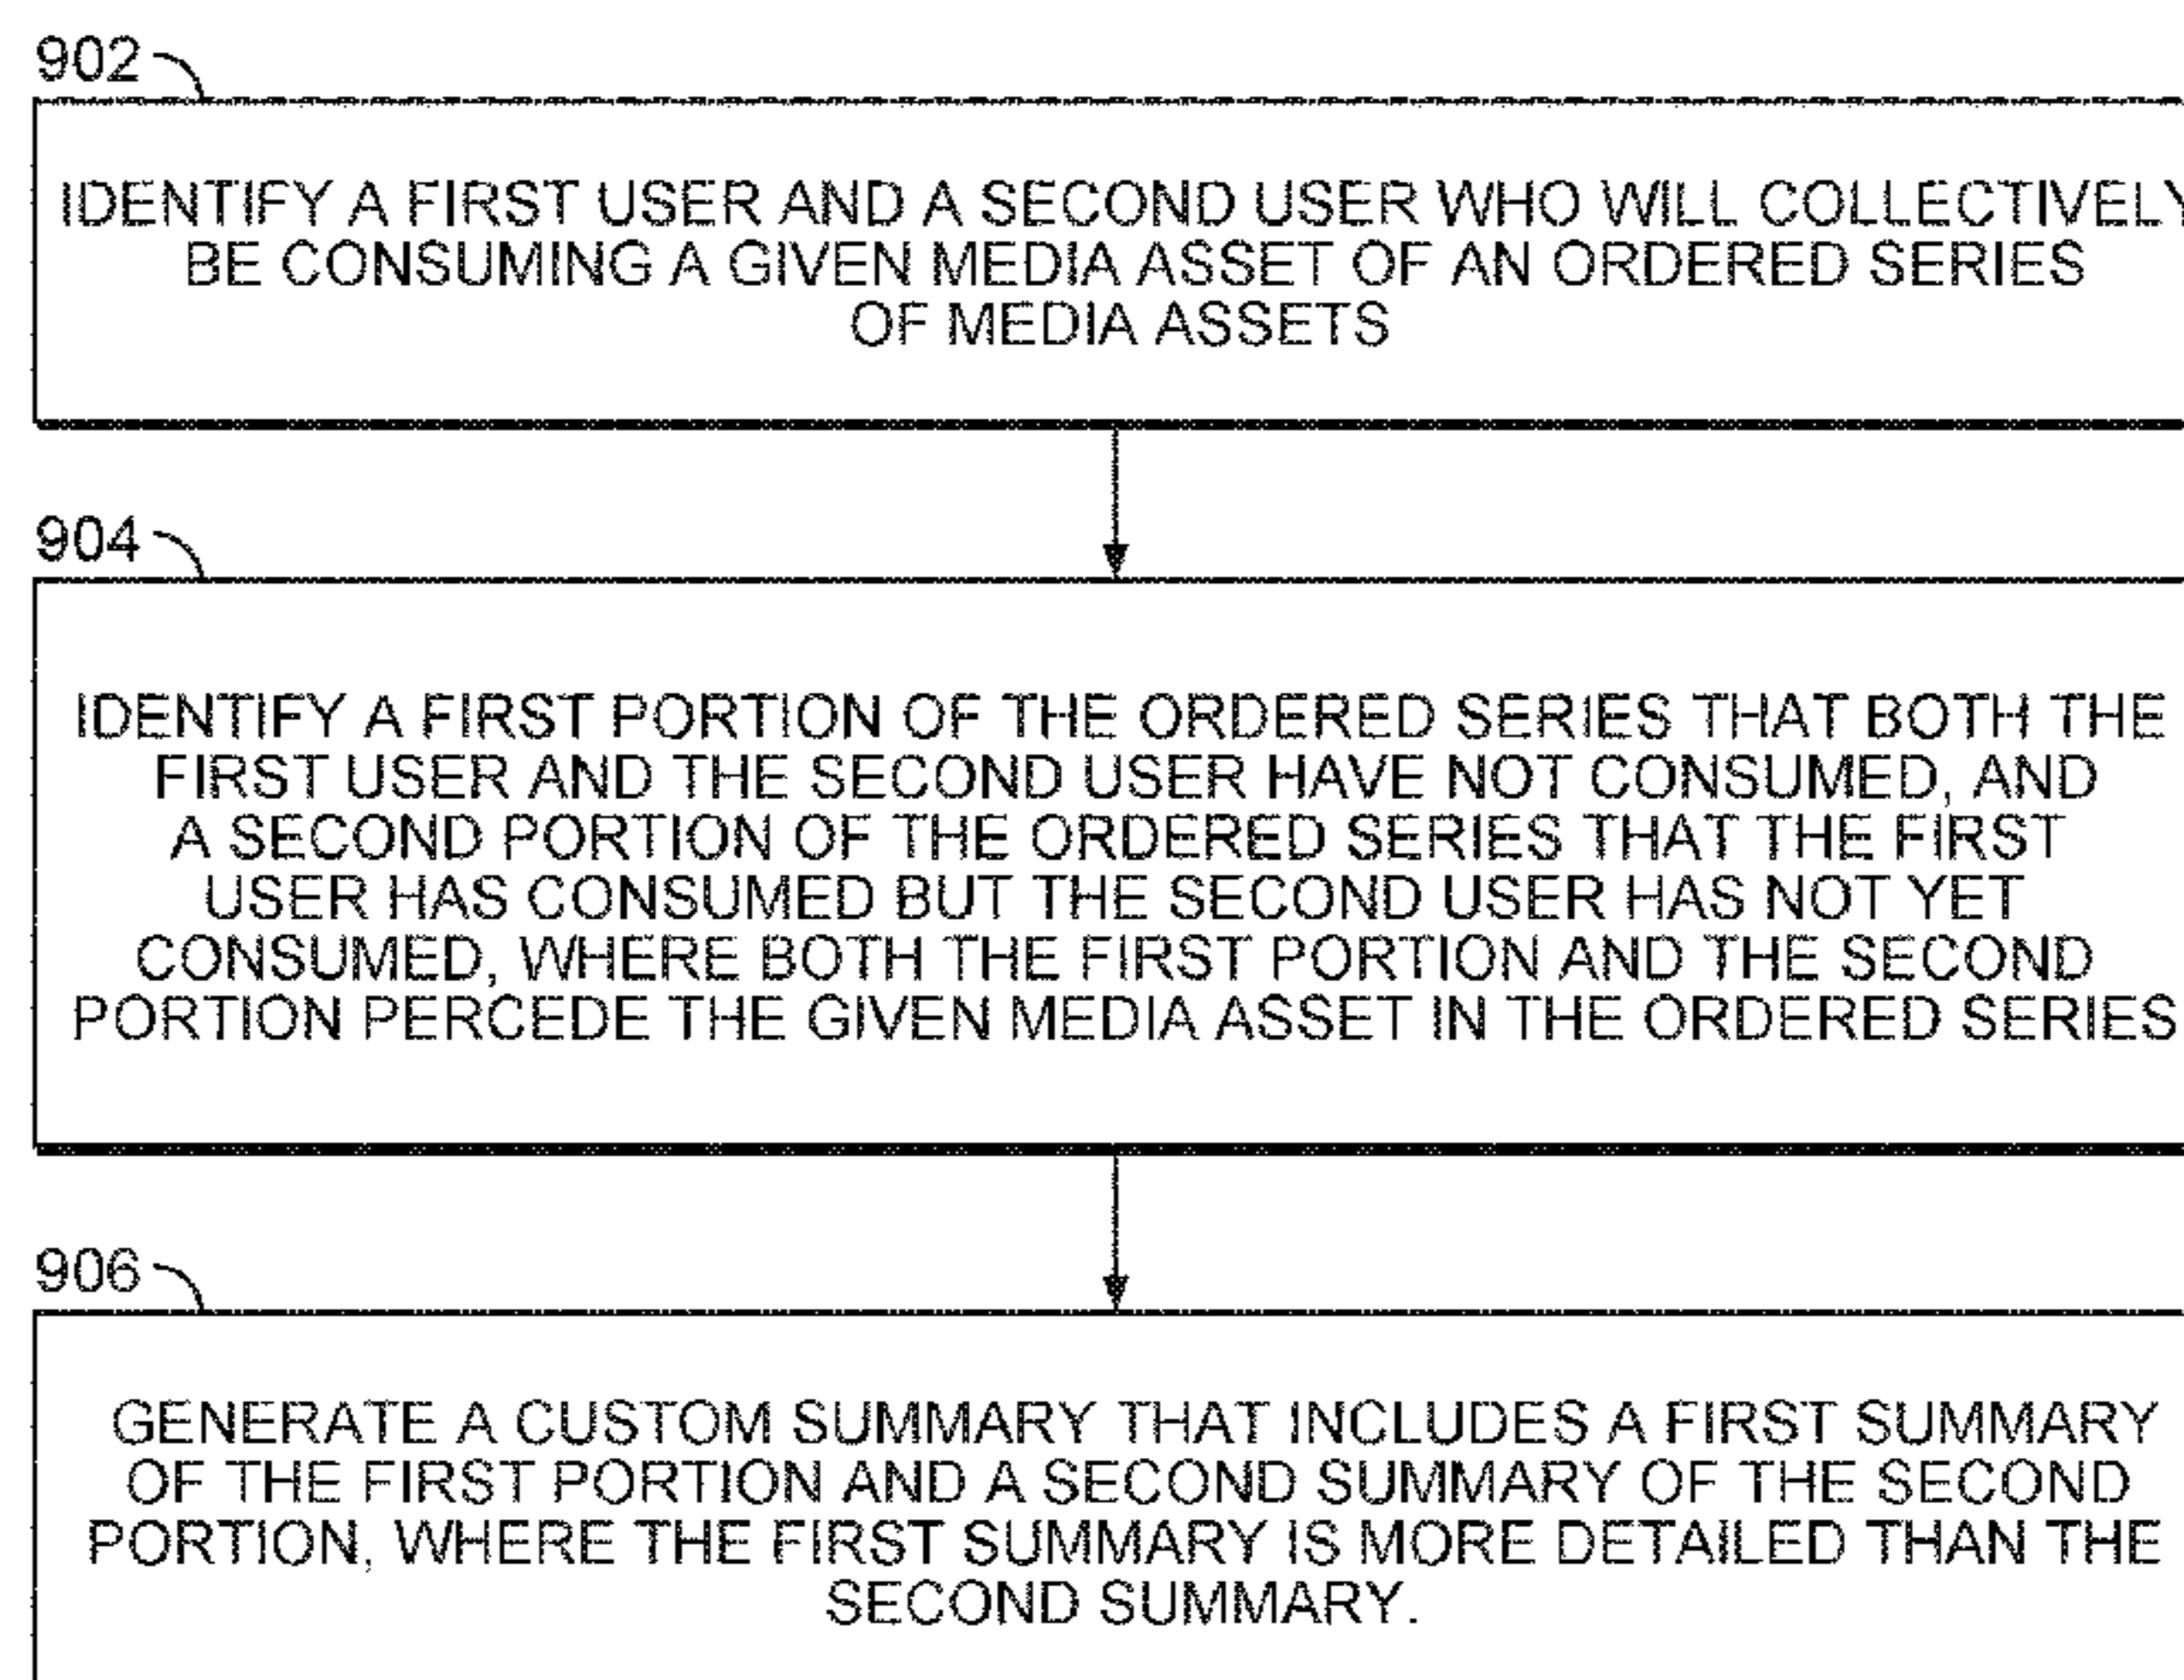 902
IDENTIFY A FIRST USER AND A SECOND USER WHO WILL COLLECTIVELY
BE CONSUMING A GIVEN MEDIA ASSET OF AN ORDERED SERIES
OF MEDIA ASSETS
904
IDENTIFY A FIRST PORTION OF THE ORDERED SERIES THAT BOTH THE
FIRST USER AND THE SECOND USER HAVE NOT CONSUMED, AND
A SECOND PORTION OF THE ORDERED SERIES THAT THE FIRST
USER HAS CONSUMED BUT THE SECOND USER HAS NOT YET
CONSUMED, WHERE BOTH THE FIRST PORTION AND THE SECOND
PORTION PERCEDE THE GIVEN MEDIA ASSET IN THE ORDERED SERIES
906
GENERATE A CUSTOM SUMMARY THAT INCLUDES A FIRST SUMMARY
OF THE FIRST PORTION AND A SECOND SUMMARY OF THE SECOND
PORTION, WHERE THE FIRST SUMMARY IS MORE DETAILED THAN THE
SECOND SUMMARY.